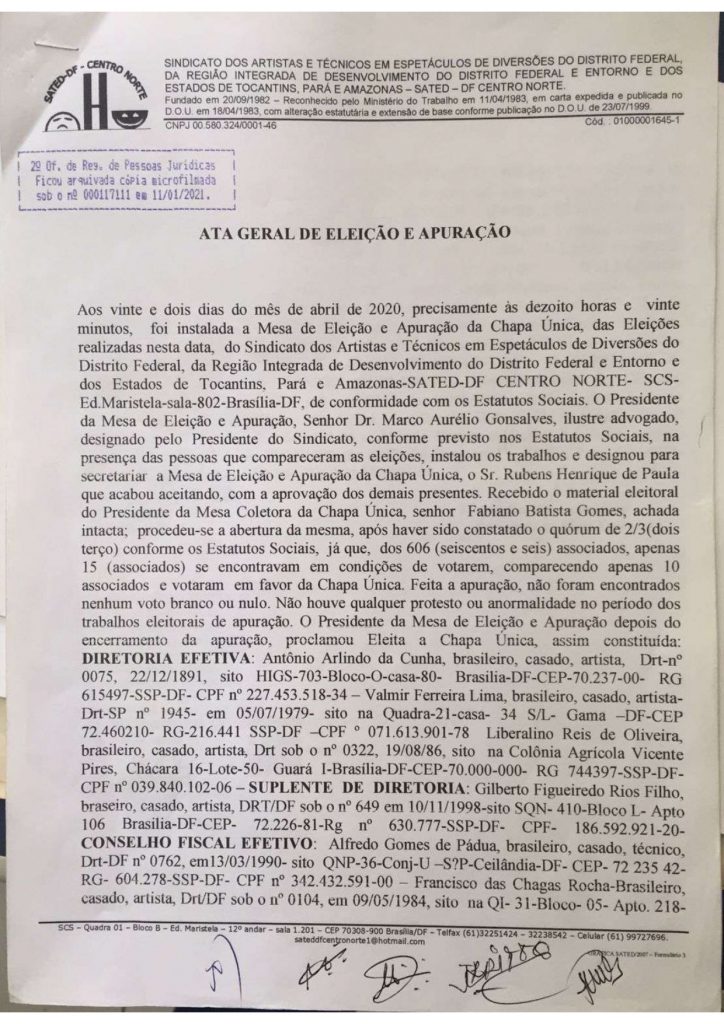 SATED-DF - CENTRO NORTE
SINDICATO DOS ARTISTAS E TÉCNICOS EM ESPETÁCULOS DE DIVERSÕES DO DISTRITO FEDERAL,
DA REGIÃO INTEGRADA DE DESENVOLVIMENTO DO DISTRITO FEDERAL E ENTORNO E DOS
ESTADOS DE TOCANTINS, PARÁ E AMAZONAS – SATED – DF CENTRO NORTE.
Fundado em 20/09/1982 – Reconhecido pelo Ministério do Trabalho em 11/04/1983, em carta expedida e publicada no
D.O.U. em 18/04/1983, com alteração estatutária e extensão de base conforme publicação no D.O.U. de 23/07/1999.
CNPJ 00.580.324/0001-46 Cód.: 01000001645-1
2º Of. de Reg. de Pessoas Jurídicas
Ficou arquivada cópia microfilmada
sob o nº 000117111 em 11/01/2021.
ATA GERAL DE ELEIÇÃO E APURAÇÃO
Aos vinte e dois dias do mês de abril de 2020, precisamente às dezoito horas e vinte
minutos, foi instalada a Mesa de Eleição e Apuração da Chapa Única, das Eleições
realizadas nesta data, do Sindicato dos Artistas e Técnicos em Espetáculos de Diversões do
Distrito Federal, da Região Integrada de Desenvolvimento do Distrito Federal e Entorno e
dos Estados de Tocantins, Pará e Amazonas-SATED-DF CENTRO NORTE- SCS-
Ed.Maristela-sala-802-Brasília-DF, de conformidade com os Estatutos Sociais. O Presidente
da Mesa de Eleição e Apuração, Senhor Dr. Marco Aurélio Gonsalves, ilustre advogado,
designado pelo Presidente do Sindicato, conforme previsto nos Estatutos Sociais, na
presença das pessoas que compareceram as eleições, instalou os trabalhos e designou para
secretariar a Mesa de Eleição e Apuração da Chapa Única, o Sr. Rubens Henrique de Paula
que acabou aceitando, com a aprovação dos demais presentes. Recebido o material eleitoral
do Presidente da Mesa Coletora da Chapa Única, senhor Fabiano Batista Gomes, achada
intacta; procedeu-se a abertura da mesma, após haver sido constatado o quórum de 2/3(dois
terço) conforme os Estatutos Sociais, já que, dos 606 (seiscentos e seis) associados, apenas
15 (associados) se encontravam em condições de votarem, comparecendo apenas 10
associados e votaram em favor da Chapa Única. Feita a apuração, não foram encontrados
nenhum voto branco ou nulo. Não houve qualquer protesto ou anormalidade no período dos
trabalhos eleitorais de apuração. O Presidente da Mesa de Eleição e Apuração depois do
encerramento da apuração, proclamou Eleita a Chapa Única, assim constituída:
DIRETORIA EFETIVA: Antônio Arlindo da Cunha, brasileiro, casado, artista, Drt-nº
0075, 22/12/1891, sito HIGS-703-Bloco-O-casa-80- Brasilia-DF-CEP-70.237-00- RG
615497-SSP-DF- CPF nº 227.453.518-34 – Valmir Ferreira Lima, brasileiro, casado, artista-
Drt-SP nº 1945- em 05/07/1979- sito na Quadra-21-casa- 34 S/L- Gama –DF-CEP
72.460210- RG-216.441 SSP-DF –CPF º 071.613.901-78 Liberalino Reis de Oliveira,
brasileiro, casado, artista, Drt sob o nº 0322, 19/08/86, sito na Colônia Agrícola Vicente
Pires, Chácara 16-Lote-50- Guará I-Brasilia-DF-CEP-70.000-000- RG 744397-SSP-DF-
CPF nº 039.840.102-06 – SUPLENTE DE DIRETORIA: Gilberto Figueiredo Rios Filho,
braseiro, casado, artista, DRT/DF sob o nº 649 em 10/11/1998-sito SQN- 410-Bloco L- Apto
106 Brasilia-DF-CEP- 72.226-81-Rg nº 630.777-SSP-DF- CPF- 186.592.921-20-
CONSELHO FISCAL EFETIVO: Alfredo Gomes de Pádua, brasileiro, casado, técnico,
Drt-DF nº 0762, em13/03/1990- sito QNP-36-Conj-U –S?P-Ceilândia-DF- CEP- 72 235 42-
RG- 604.278-SSP-DF- CPF nº 342.432.591-00 – Francisco das Chagas Rocha-Brasileiro,
casado, artista, Drt/DF sob o nº 0104, em 09/05/1984, sito na QI- 31-Bloco- 05- Apto. 218-
SCS – Quadra 01 – Bloco B – Ed. Maristela – 12º andar – sala 1.201 – CEP 70308-900 Brasília/DF – Telfax (61)32251424 – 32238542 – Celular (61) 99727696.
sateddfcentronorte1@hotmail.com
GRÁFICA SATED/2007 – Formulário 3